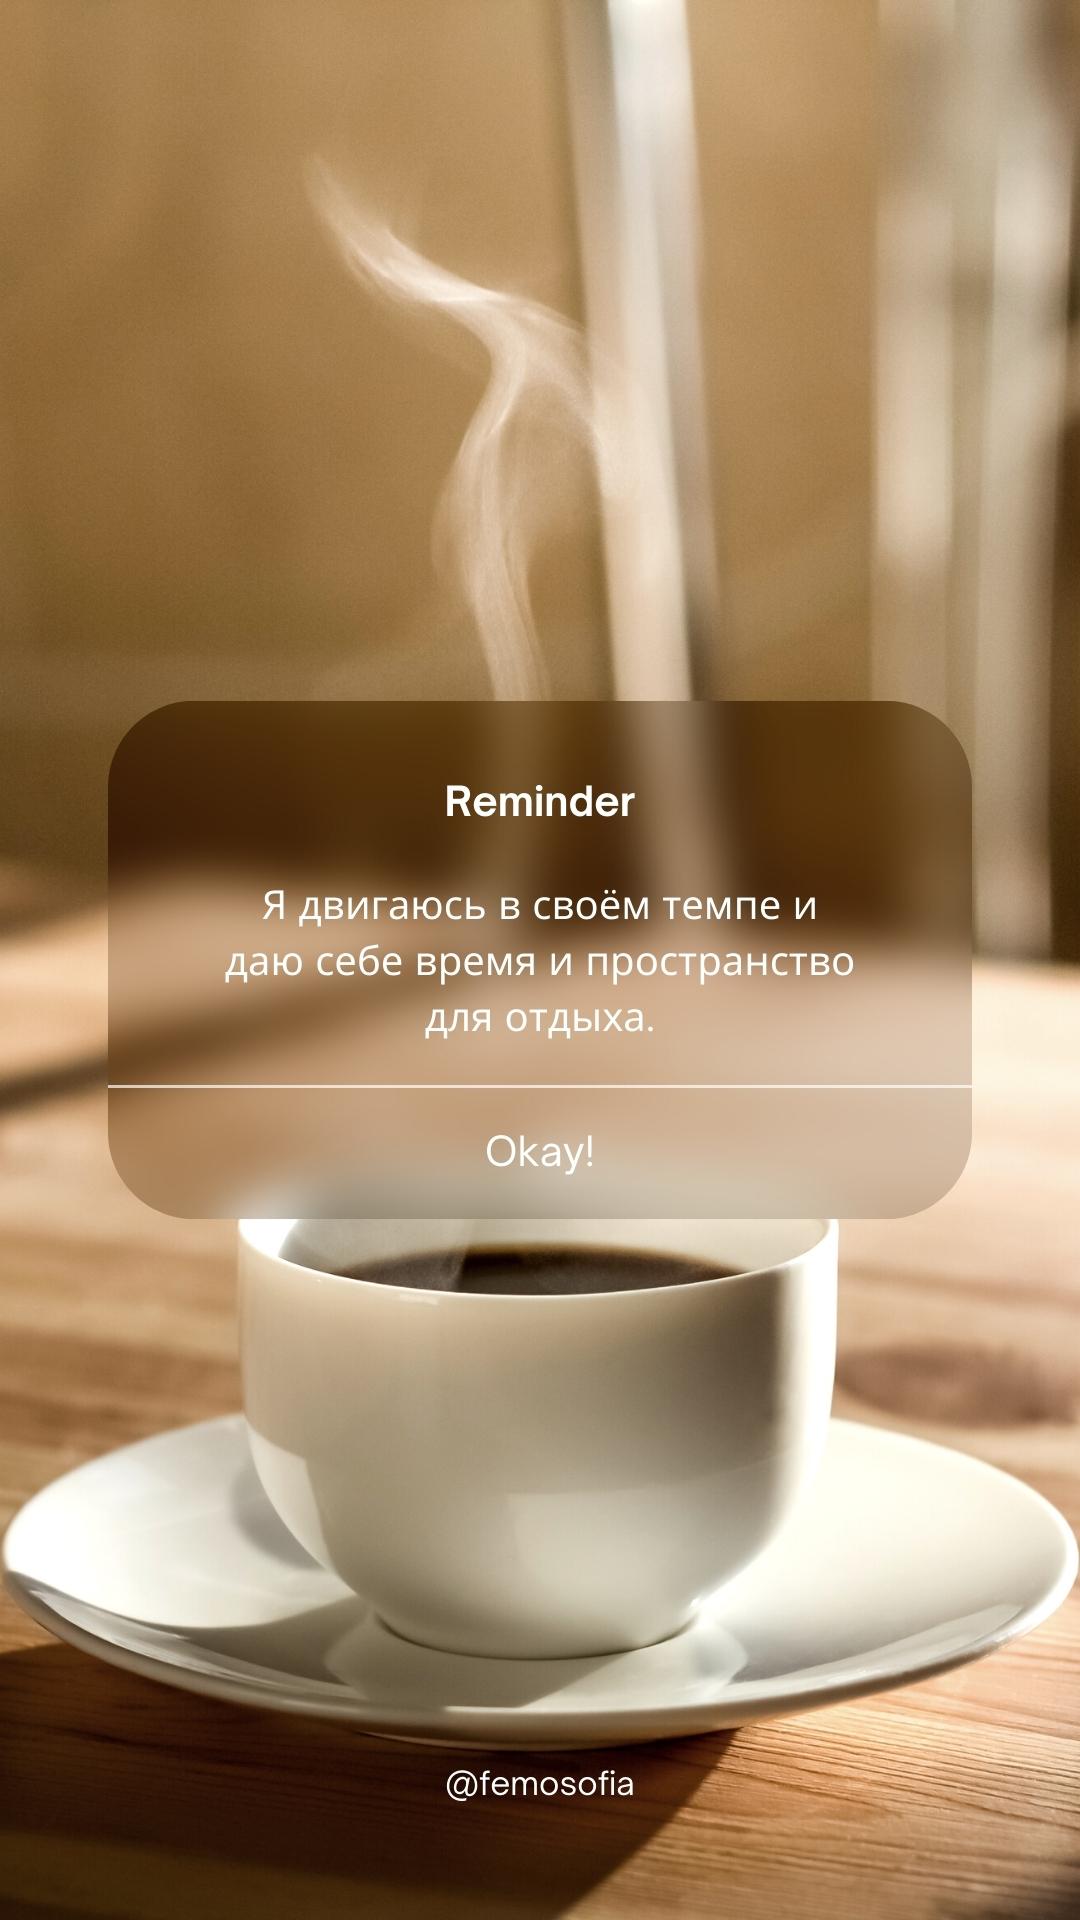 Reminder
Я двигаюсь в своём темпе и
даю себе время и пространство
для отдыха.
Okay!
@femosofia